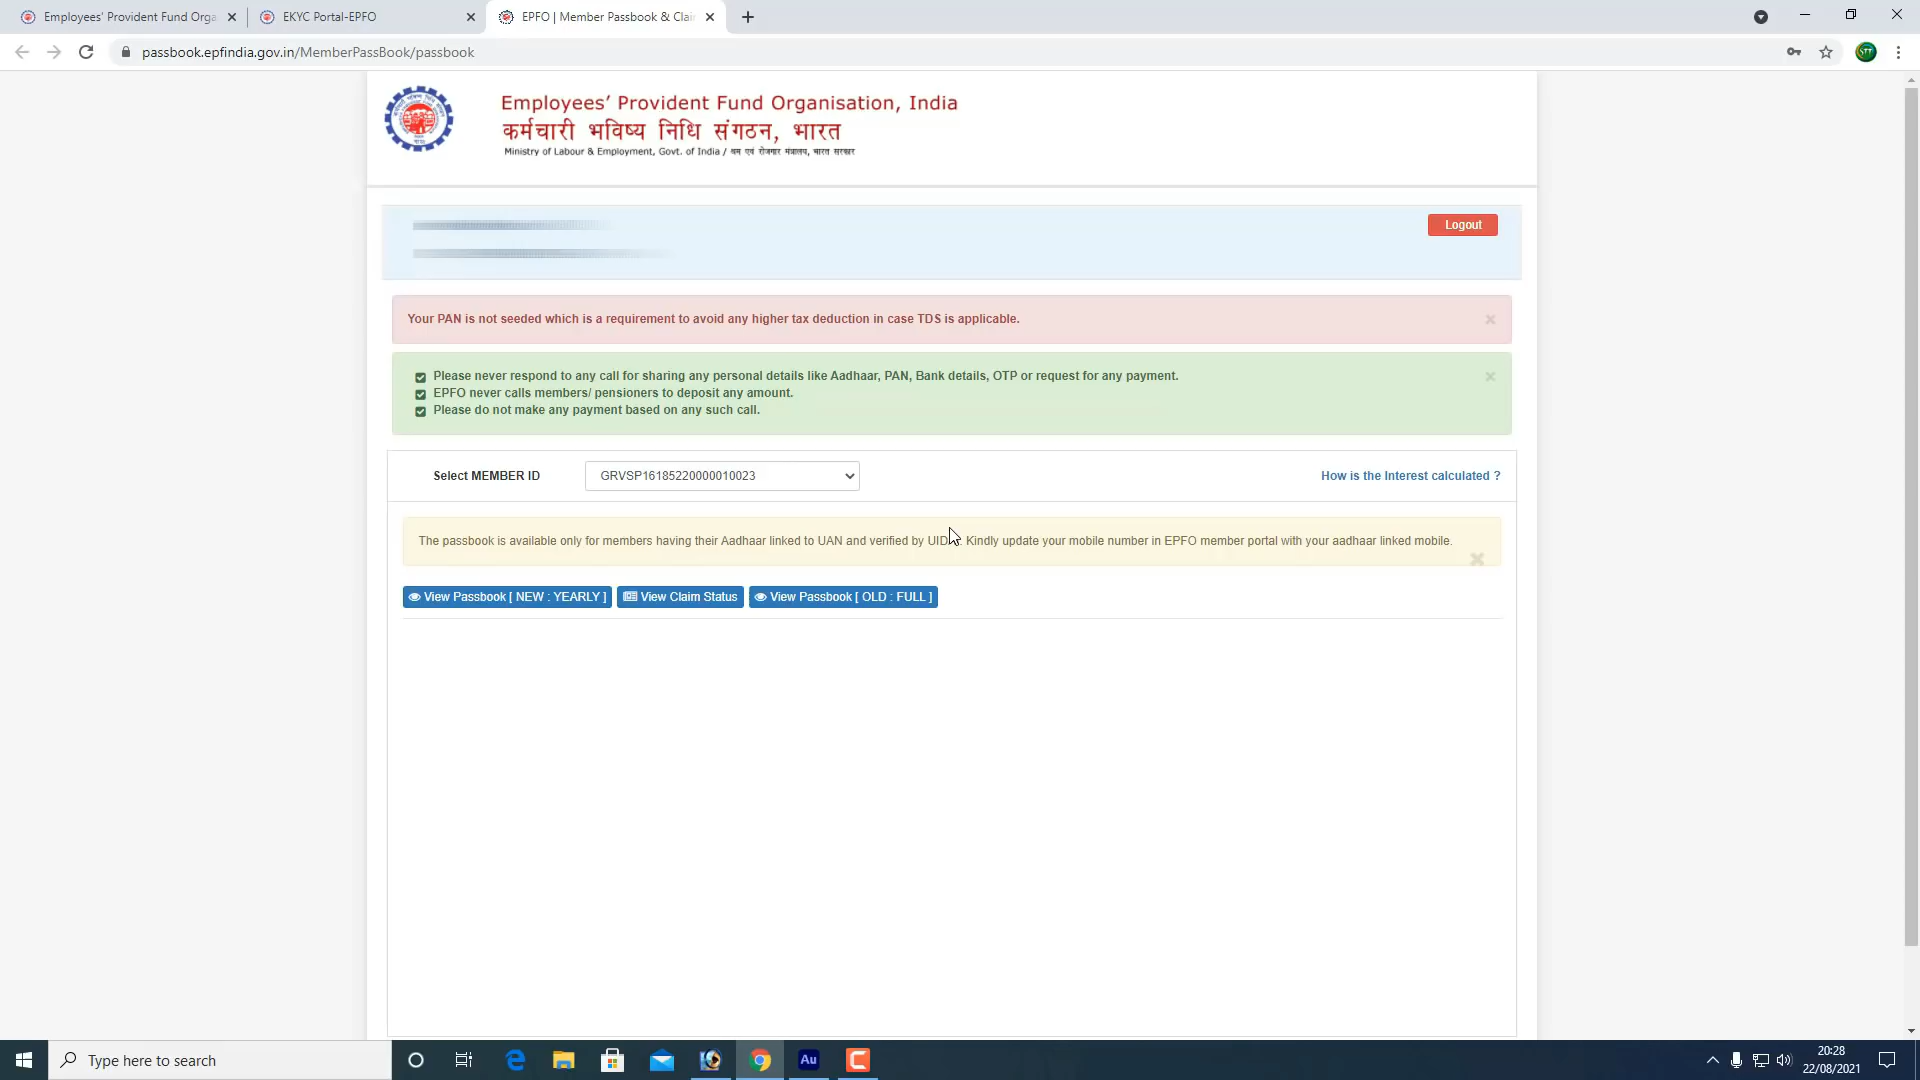 Employees' Provident Fund Orga
EKYC Portal-EPFO
EPFO | Member Passbook & Clai
passbook.epfindia.gov.in/MemberPassBook/passbook
STT
Employees' Provident Fund Organisation, India
कर्मचारी भविष्य निधि संगठन, भारत
Ministry of Labour & Employment, Govt. of India / श्रम एवं रोजगार मंत्रालय, भारत सरकार
Logout
Your PAN is not seeded which is a requirement to avoid any higher tax deduction in case TDS is applicable.
Please never respond to any call for sharing any personal details like Aadhaar, PAN, Bank details, OTP or request for any payment.
EPFO never calls members/ pensioners to deposit any amount.
Please do not make any payment based on any such call.
Select MEMBER ID
GRVSP16185220000010023
How is the Interest calculated ?
The passbook is available only for members having their Aadhaar linked to UAN and verified by Kindly update your mobile number in EPFO member portal with your aadhaar linked mobile.
View Passbook [ NEW : YEARLY ]
View Claim Status
View Passbook [ OLD : FULL ]
Type here to search
Au
20:28
22/08/2021